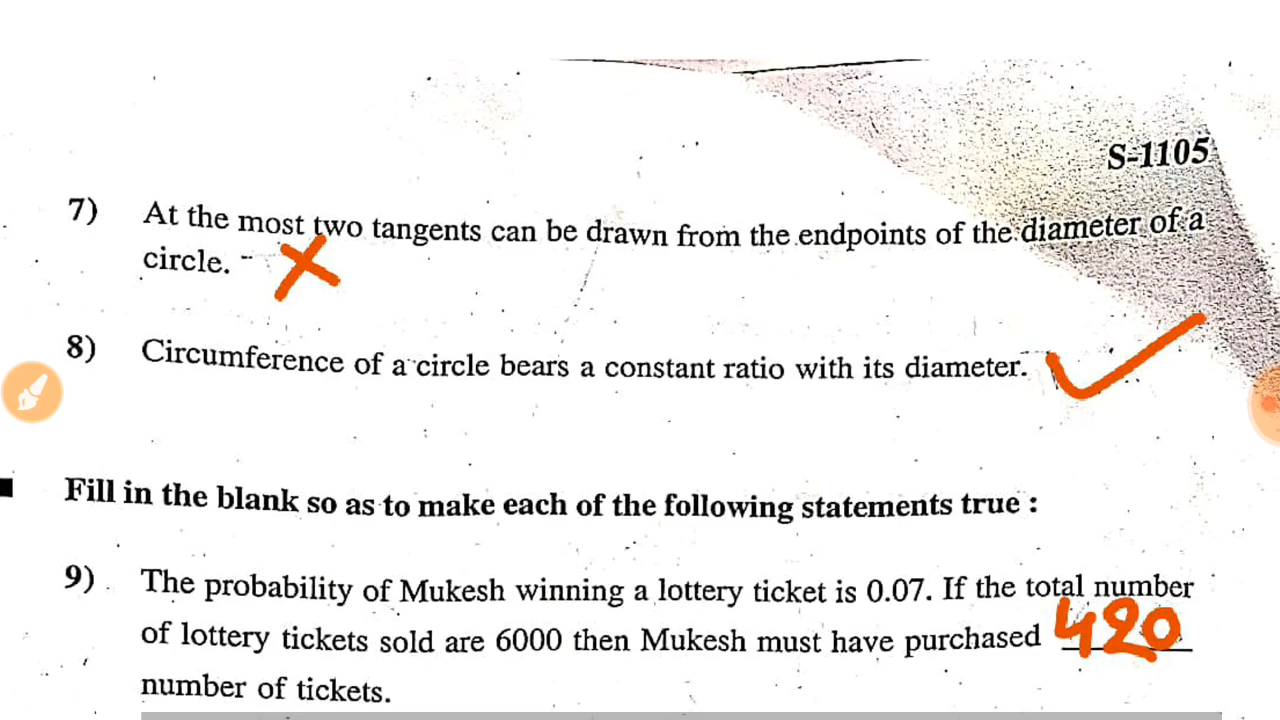 S-1105
7) At the most two tangents can be drawn from the endpoints of the diameter of a
circle.
8) Circumference of a circle bears a constant ratio with its diameter.
Fill in the blank so as to make each of the following statements true :
9) The probability of Mukesh winning a lottery ticket is 0.07. If the total number
of lottery tickets sold are 6000 then Mukesh must have purchased 420
number of tickets.